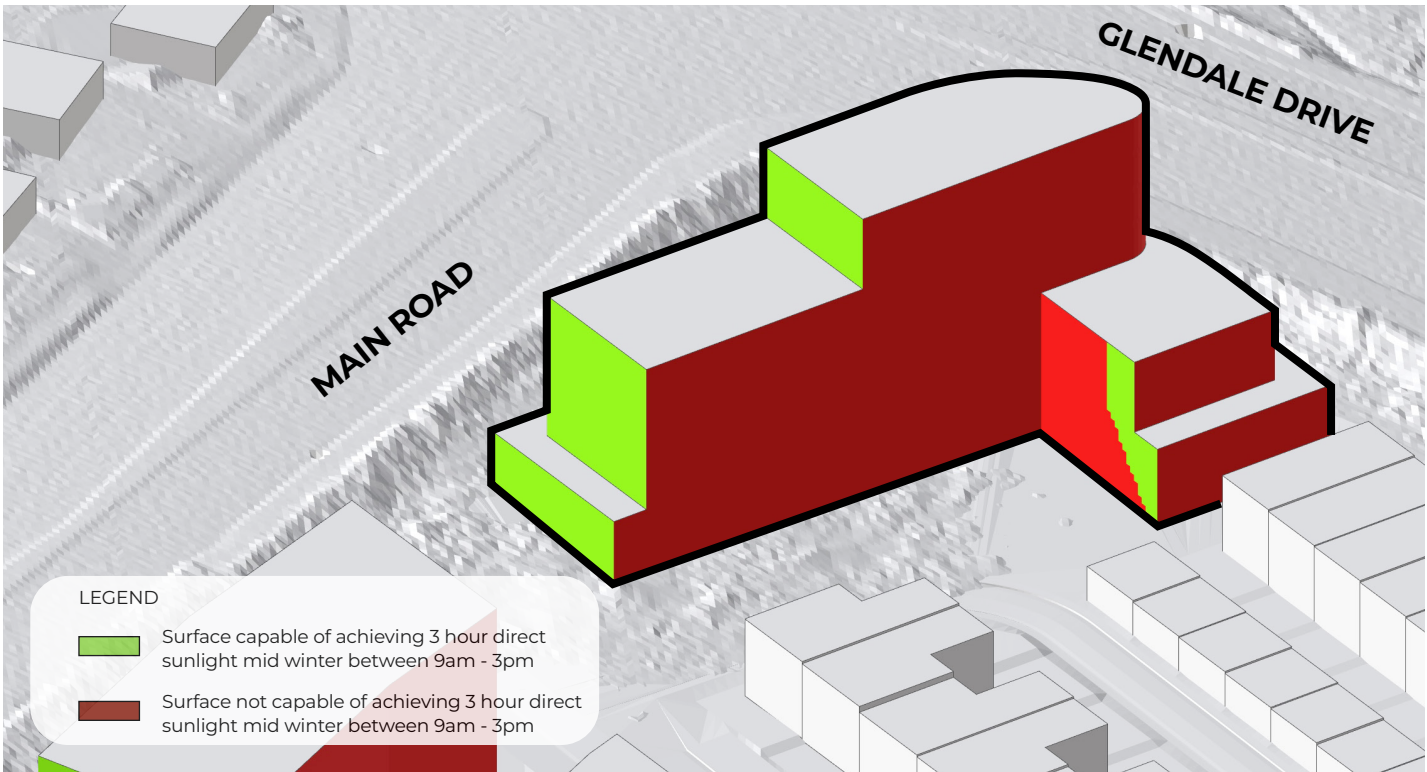 GLENDALE DRIVE
MAIN ROAD
LEGEND
Surface capable of achieving 3 hour direct
sunlight mid winter between 9am - 3pm
Surface not capable of achieving 3 hour direct
sunlight mid winter between 9am - 3pm